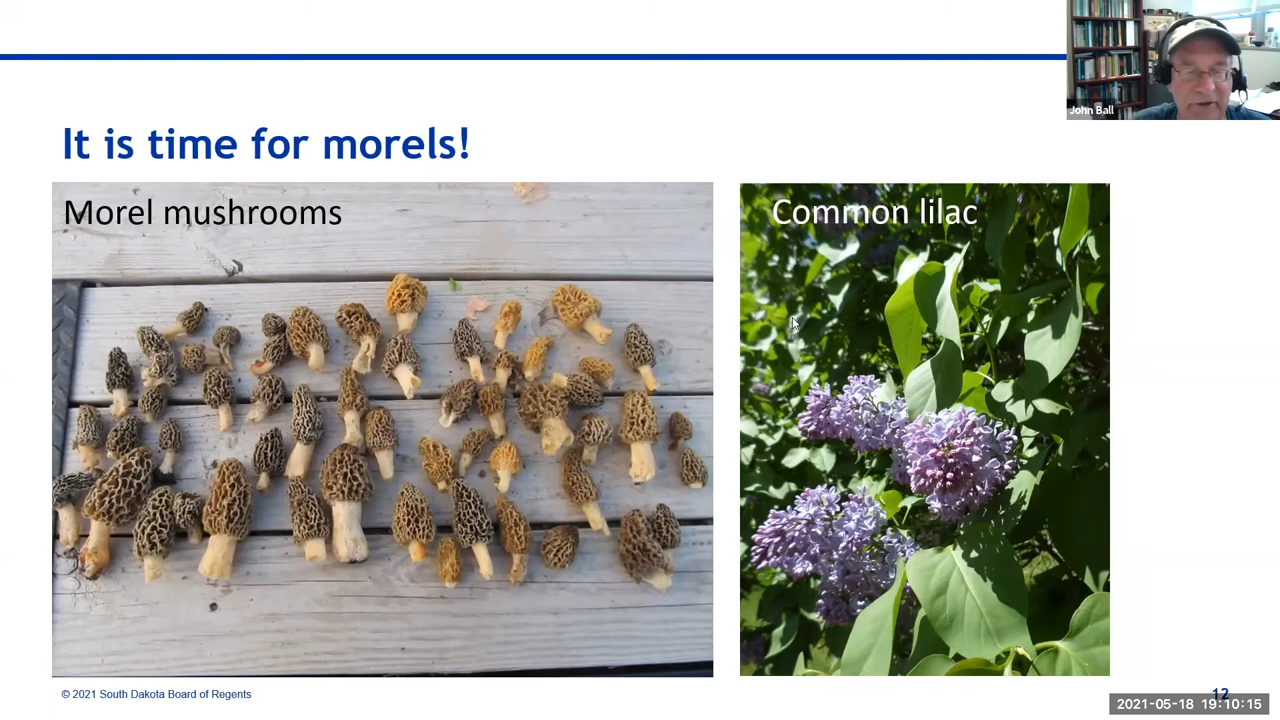 John Ball
It is time for morels!
Morel mushrooms
Common lilac
© 2021 South Dakota Board of Regents
12
2021-05-18 19:10:15